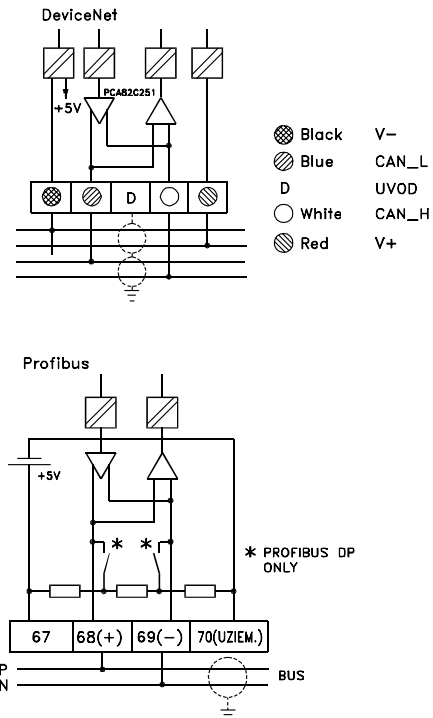 DeviceNet
PCA82C251
+5V
Black V-
Blue CAN_L
D UVOD
White CAN_H
Red V+
D
Profibus
+5V
* *
* PROFIBUS DP
ONLY
67 68(+) 69(-) 70(UZIEM.)
P
N
BUS